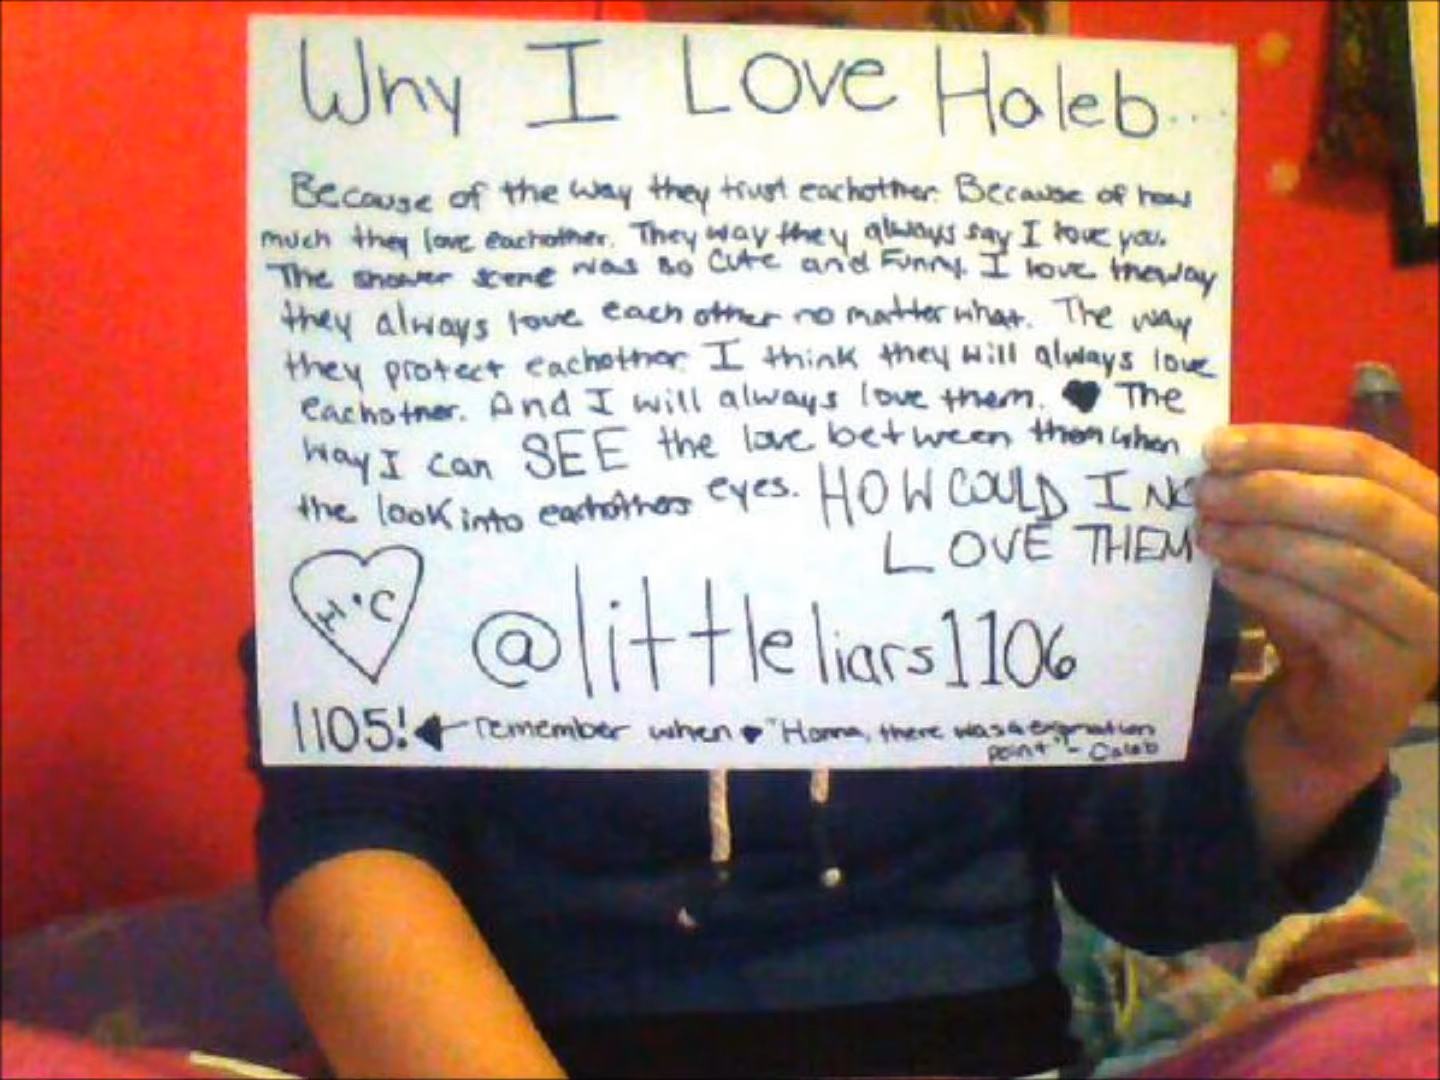 Why I Love Haleb...
Because of the way they trust eachother. Because of how
much they love eachother. They way they always say I love you.
The shower scene was so cute and funny. I love theway
they always love each other no matter what. The way
they protect eachother. I think they will always love
eachother. And I will always love them. ♥ The
way I can SEE the love between them when
the look into eachothers eyes. HOW COULD I NO
LOVE THEM
H•C
@littleliars1106
1105! remember when ♥ "Hanna, there was a
point" - Caleb